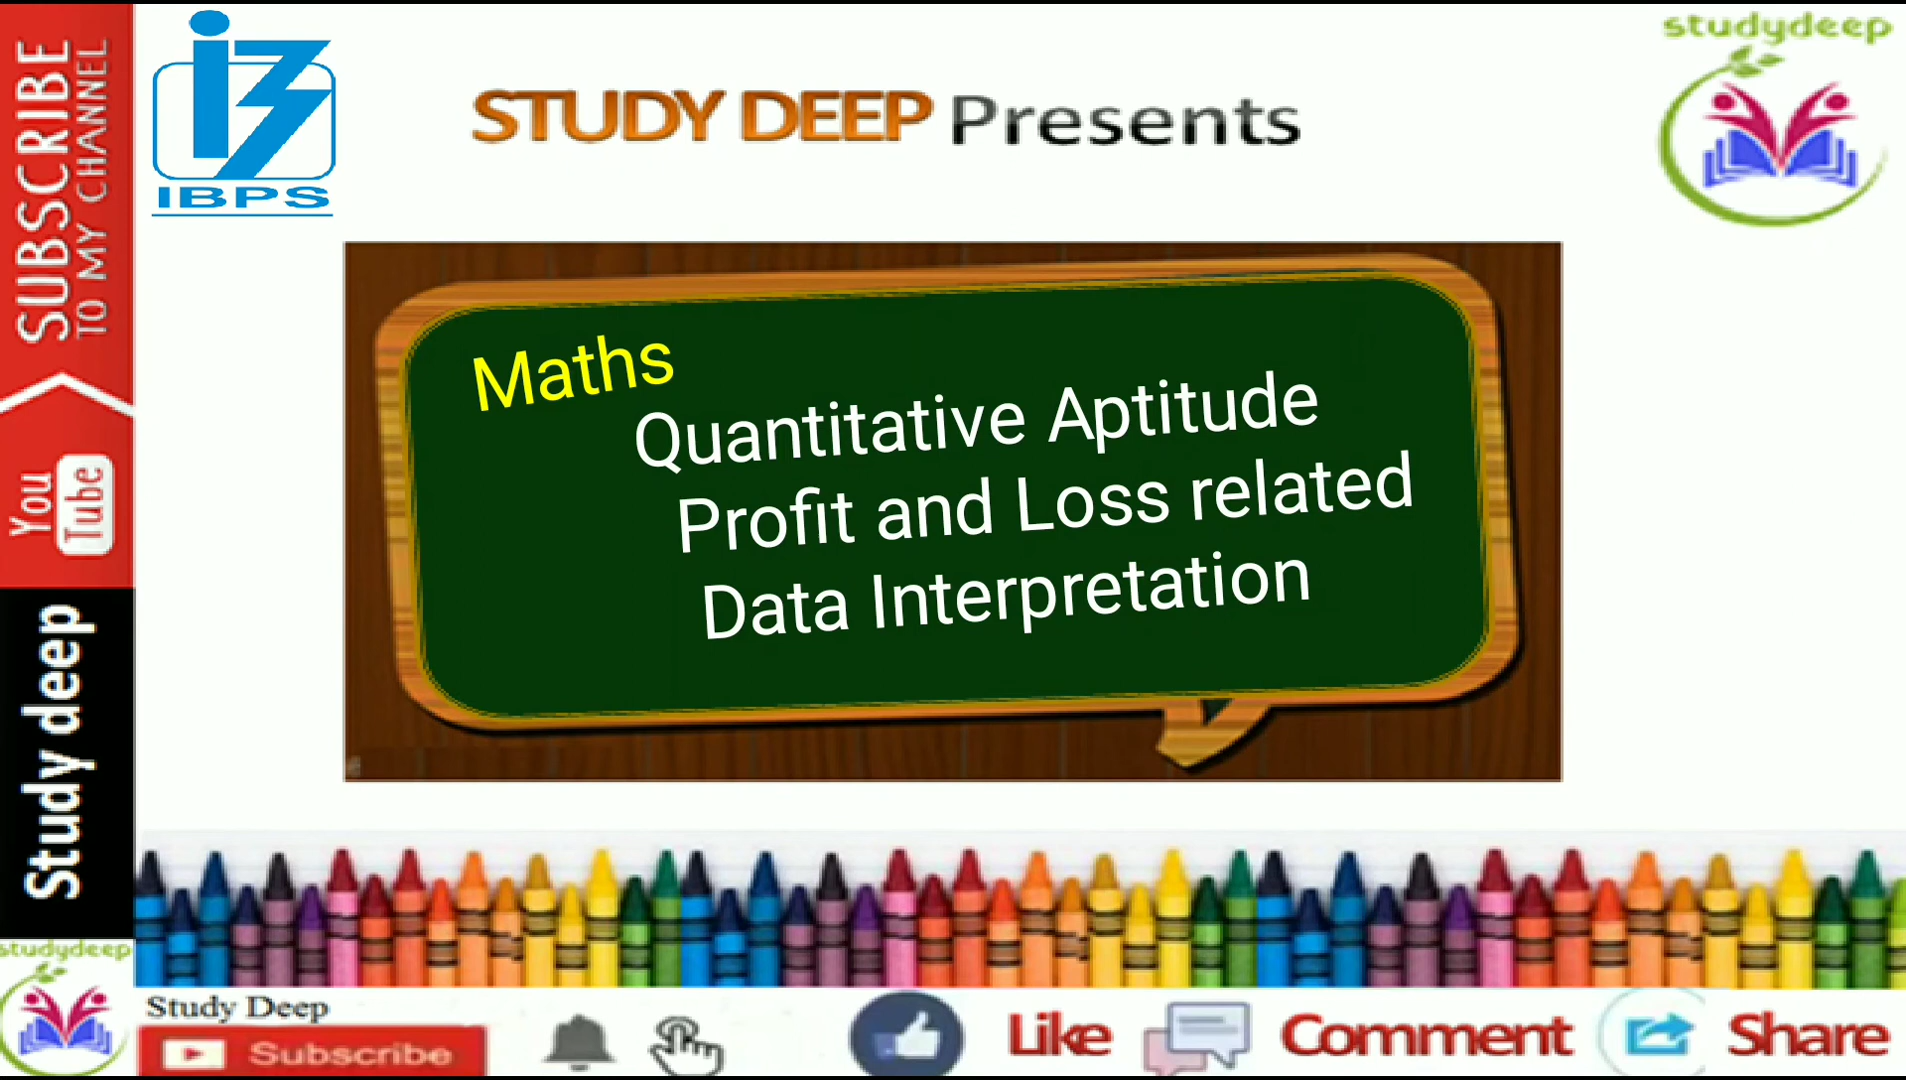 SUBSCRIBE
TO MY CHANNEL
You
Tube
Study deep
studydeep
IBPS
STUDY DEEP Presents
studydeep
Maths
Quantitative Aptitude
Profit and Loss related
Data Interpretation
Study Deep
Subscribe
Like
Comment
Share